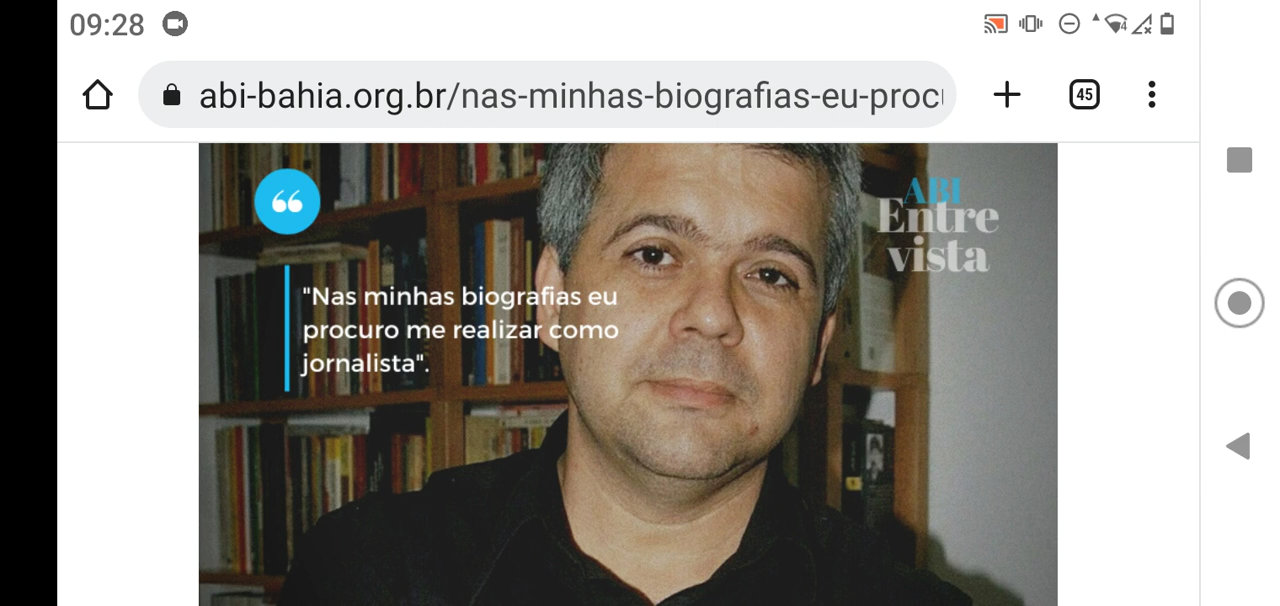 09:28
4
abi-bahia.org.br/nas-minhas-biografias-eu-proc
45
ABI
Entre
vista
"Nas minhas biografias eu
procuro me realizar como
jornalista".